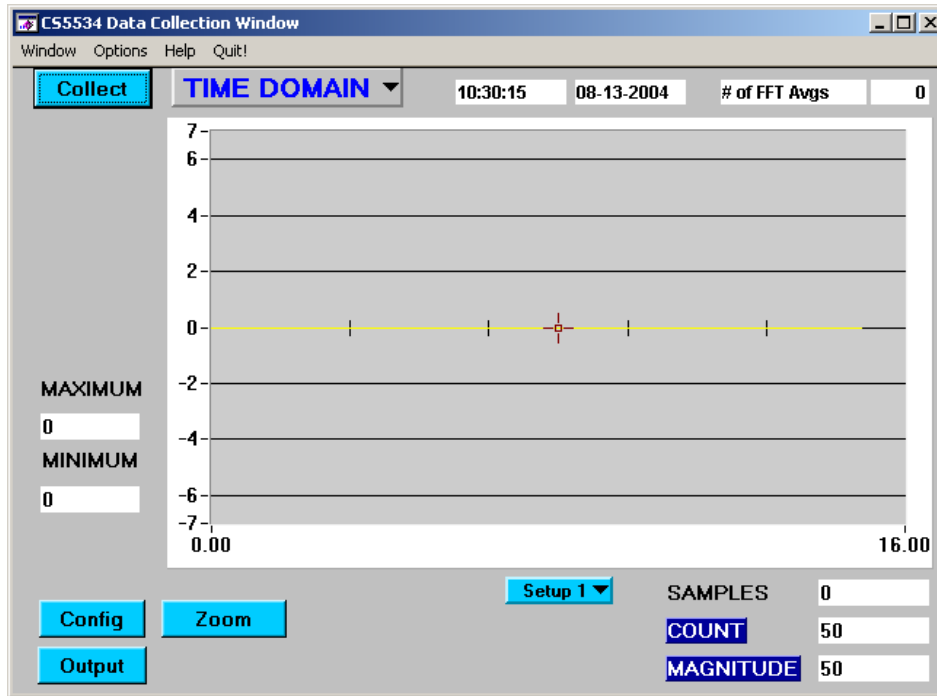 CS5534 Data Collection Window
Window Options Help Quit!
Collect
TIME DOMAIN
10:30:15
08-13-2004
# of FFT Avgs
0
7
6
4
2
0
-2
-4
-6
-7
0.00
16.00
MAXIMUM
0
MINIMUM
0
Setup 1
SAMPLES
0
Config
Zoom
COUNT
50
Output
MAGNITUDE
50